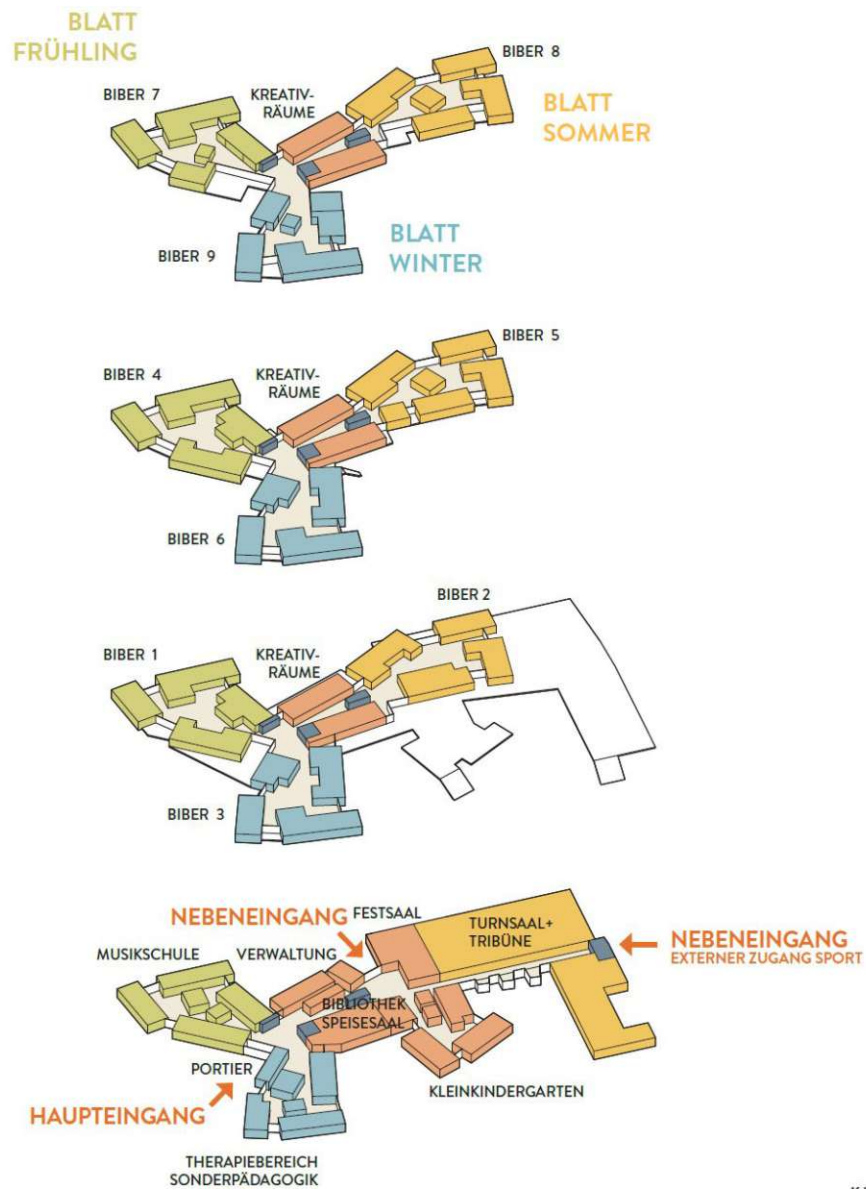 BLATT
FRÜHLING
BIBER 8
BIBER 7
KREATIV-
RÄUME
BLATT
SOMMER
BLATT
WINTER
BIBER 9
BIBER 5
BIBER 4
KREATIV-
RÄUME
BIBER 6
BIBER 2
BIBER 1
KREATIV-
RÄUME
BIBER 3
NEBENEINGANG
FESTSAAL
TURNSAAL+
TRIBÜNE
NEBENEINGANG
EXTERNER ZUGANG SPORT
MUSIKSCHULE
VERWALTUNG
BIBLIOTHEK
SPEISESAAL
PORTIER
KLEINKINDERGARTEN
HAUPTEINGANG
THERAPIEBEREICH
SONDERPÄDAGOGIK